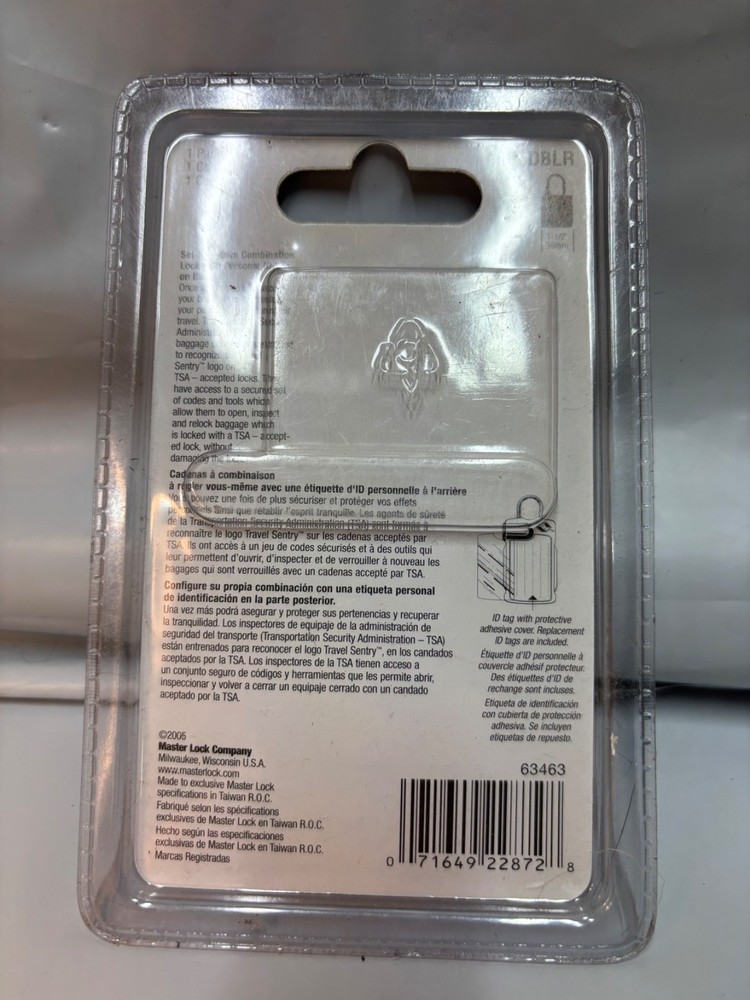 DBLR
1-1/2"
38mm
Combination
Personal
your
travel.
baggage
to recogniz
Sentry™ logo
TSA – accepted locks. They
have access to a secured set
of codes and tools which
allow them to open, inspect
and relock baggage which
is locked with a TSA – accept-
ed lock, without
damaging the
Cadenas à combinaison
à régler vous-même avec une étiquette d'ID personnelle à l'arrière
Vous pouvez une fois de plus sécuriser et protéger vos effets
personnels ainsi que rétablir l'esprit tranquille. Les agents de sûreté
de la Transportation Security Administration (TSA) sont formés à
reconnaître le logo Travel Sentry™ sur les cadenas acceptés par
TSA. Ils ont accès à un jeu de codes sécurisés et à des outils qui
leur permettent d'ouvrir, d'inspecter et de verrouiller à nouveau les
bagages qui sont verrouillés avec un cadenas accepté par TSA.
Configure su propia combinación con una etiqueta personal
de identificación en la parte posterior.
Una vez más podrá asegurar y proteger sus pertenencias y recuperar
la tranquilidad. Los inspectores de equipaje de la administración de
seguridad del transporte (Transportation Security Administration – TSA)
están entrenados para reconocer el logo Travel Sentry™, en los candados
aceptados por la TSA. Los inspectores de la TSA tienen acceso a
un conjunto seguro de códigos y herramientas que les permite abrir,
inspeccionar y volver a cerrar un equipaje cerrado con un candado
aceptado por la TSA.
ID tag with protective
adhesive cover. Replacement
ID tags are included.
Étiquette d'ID personnelle à
couvercle adhésif protecteur.
Des étiquettes d'ID de
rechange sont incluses.
Etiqueta de identificación
con cubierta de protección
adhesiva. Se incluyen
etiquetas de repuesto.
©2005
Master Lock Company
Milwaukee, Wisconsin U.S.A.
www.masterlock.com
Made to exclusive Master Lock
specifications in Taiwan R.O.C.
Fabriqué selon les spécifications
exclusives de Master Lock en Taiwan R.O.C.
Hecho según las especificaciones
exclusivas de Master Lock en Taiwan R.O.C.
Marcas Registradas
63463
0 71649 22872 8